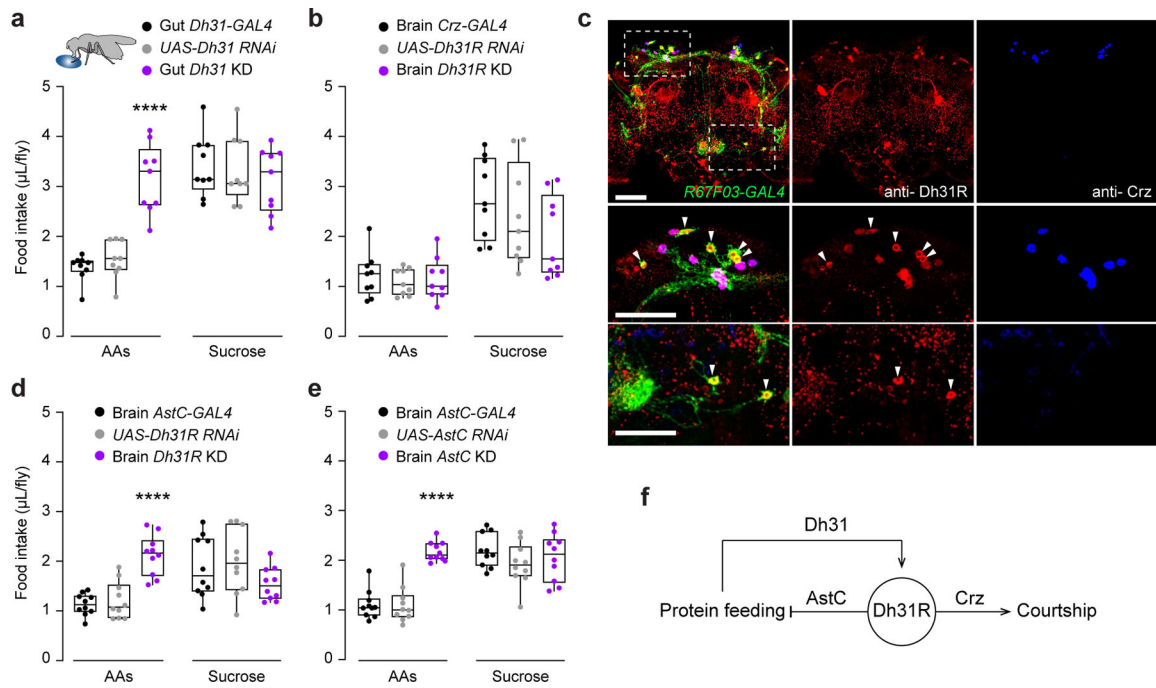 a
Gut Dh31-GAL4
UAS-Dh31 RNAi
Gut Dh31 KD
Food intake (µL/fly)
5
4
3
2
1
0
****
AAs
Sucrose
b
Brain Crz-GAL4
UAS-Dh31R RNAi
Brain Dh31R KD
5
4
3
2
1
0
AAs
Sucrose
c
R67F03-GAL4
anti- Dh31R
anti- Crz
d
Brain AstC-GAL4
UAS-Dh31R RNAi
Brain Dh31R KD
Food intake (µL/fly)
5
4
3
2
1
0
****
AAs
Sucrose
e
Brain AstC-GAL4
UAS-AstC RNAi
Brain AstC KD
5
4
3
2
1
0
****
AAs
Sucrose
f
Dh31
Protein feeding
AstC
Dh31R
Crz
Courtship